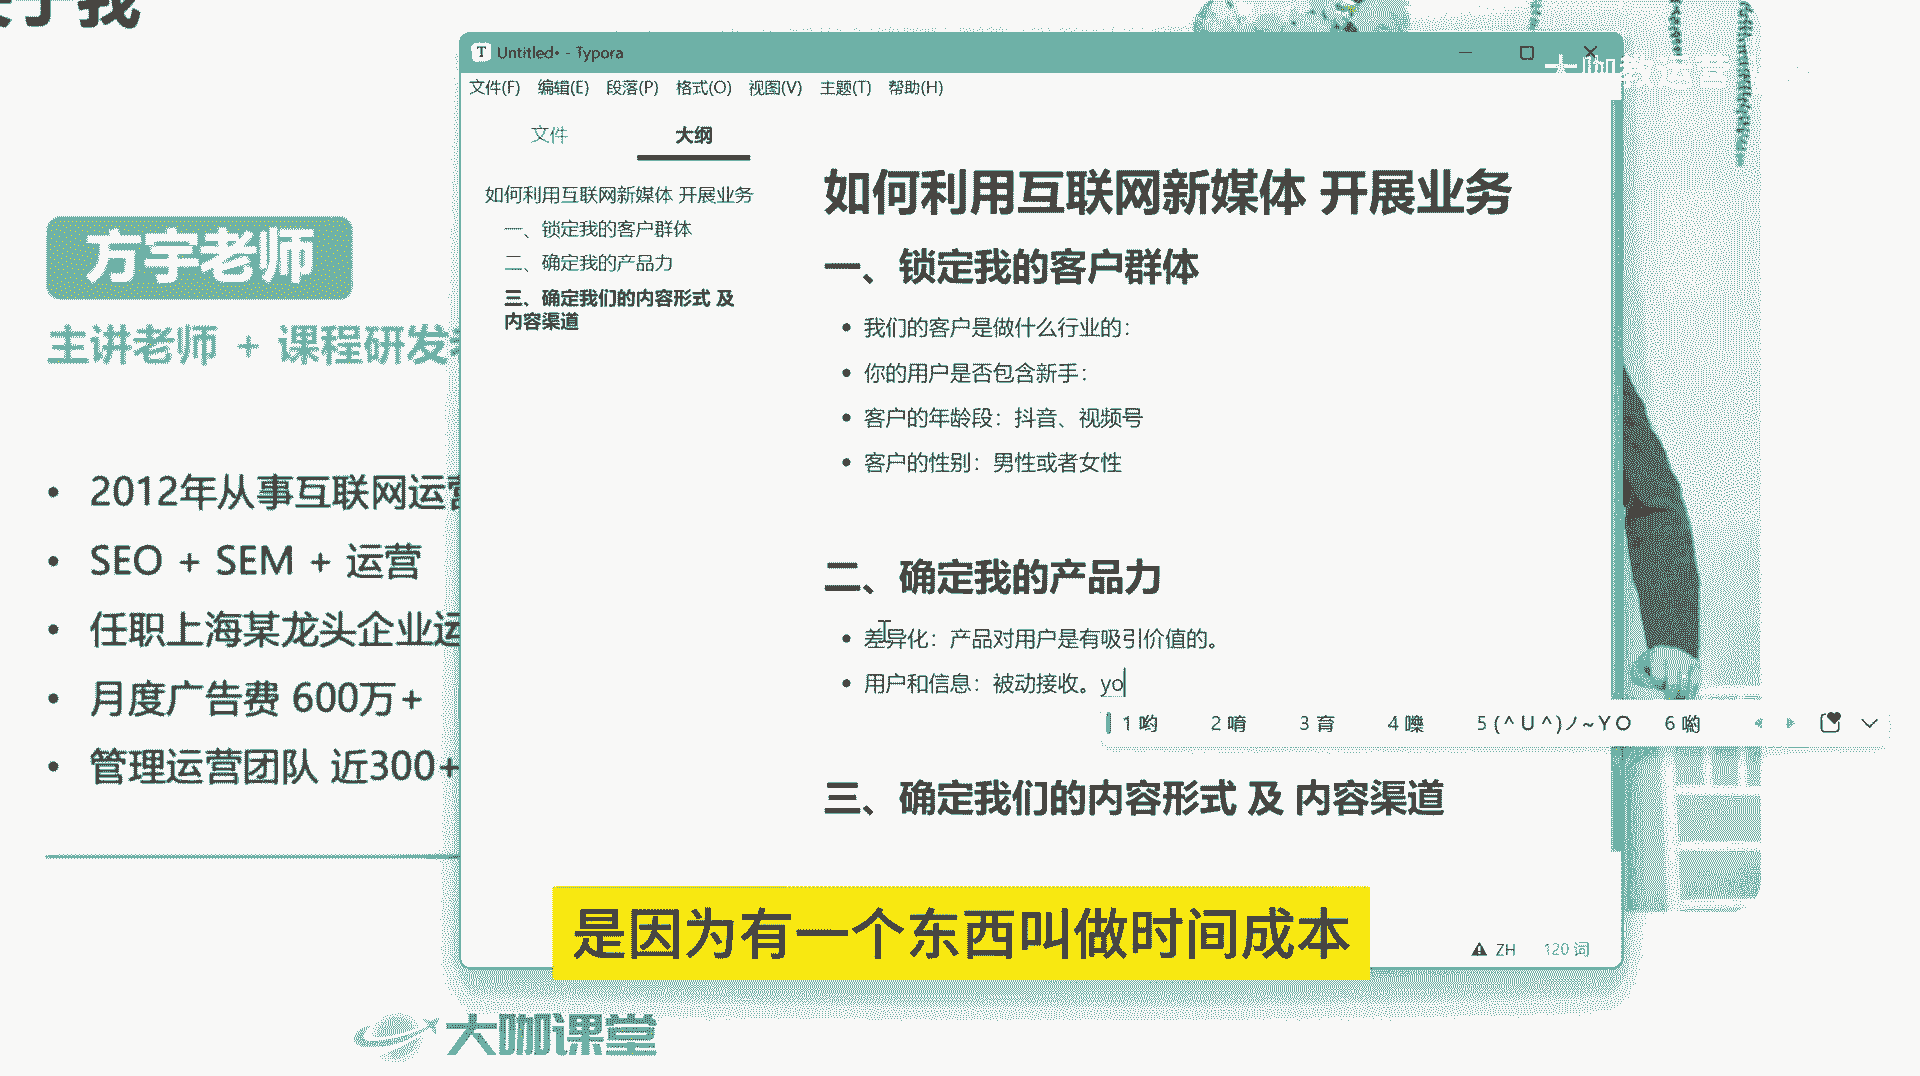 于我
方宇老师
主讲老师 + 课程研发
2012年从事互联网运营
SEO + SEM + 运营
任职上海某龙头企业运
月度广告费 600万+
管理运营团队 近300+
Untitled• - Typora
大咖教运营
文件(F) 编辑(E) 段落(P) 格式(O) 视图(V) 主题(T) 帮助(H)
文件 大纲
如何利用互联网新媒体 开展业务
一、锁定我的客户群体
二、确定我的产品力
三、确定我们的内容形式 及
内容渠道
如何利用互联网新媒体 开展业务
一、锁定我的客户群体
我们的客户是做什么行业的：
你的用户是否包含新手：
客户的年龄段：抖音、视频号
客户的性别：男性或者女性
二、确定我的产品力
差异化：产品对用户是有吸引价值的。
用户和信息：被动接收。yo
1 哟 2 唷 3 育 4 嚛 5 (^U^)ノ~YO 6 喲
三、确定我们的内容形式 及 内容渠道
ZH 120 词
是因为有一个东西叫做时间成本
大咖课堂